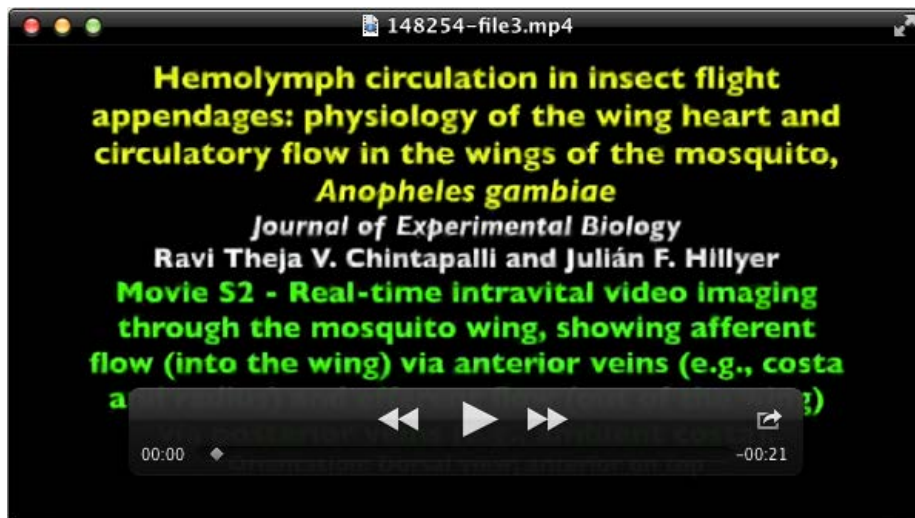 148254-file3.mp4
Hemolymph circulation in insect flight
appendages: physiology of the wing heart and
circulatory flow in the wings of the mosquito,
Anopheles gambiae
Journal of Experimental Biology
Ravi Theja V. Chintapalli and Julián F. Hillyer
Movie S2 - Real-time intravital video imaging
through the mosquito wing, showing afferent
flow (into the wing) via anterior veins (e.g., costa
00:00
-00:21